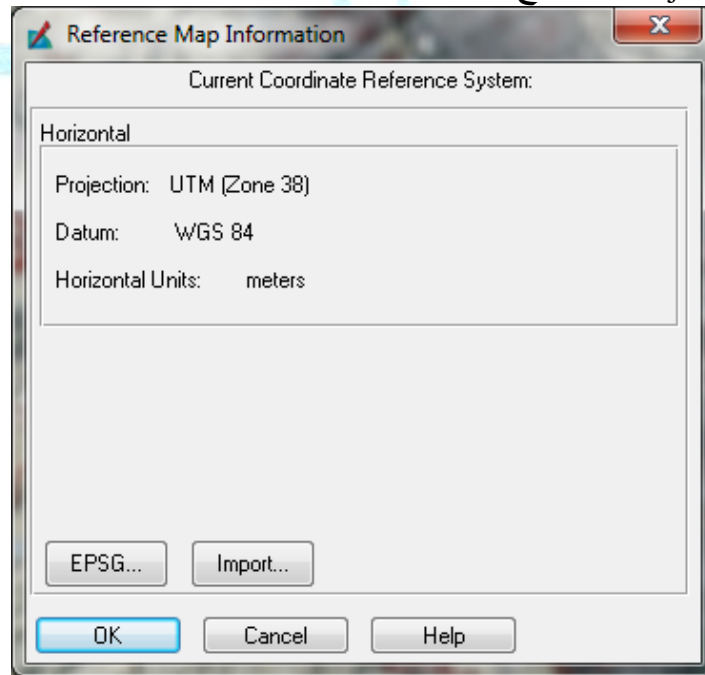 Reference Map Information
X
Current Coordinate Reference System:
Horizontal
Projection: UTM (Zone 38)
Datum: WGS 84
Horizontal Units: meters
EPSG...
Import...
OK Cancel Help